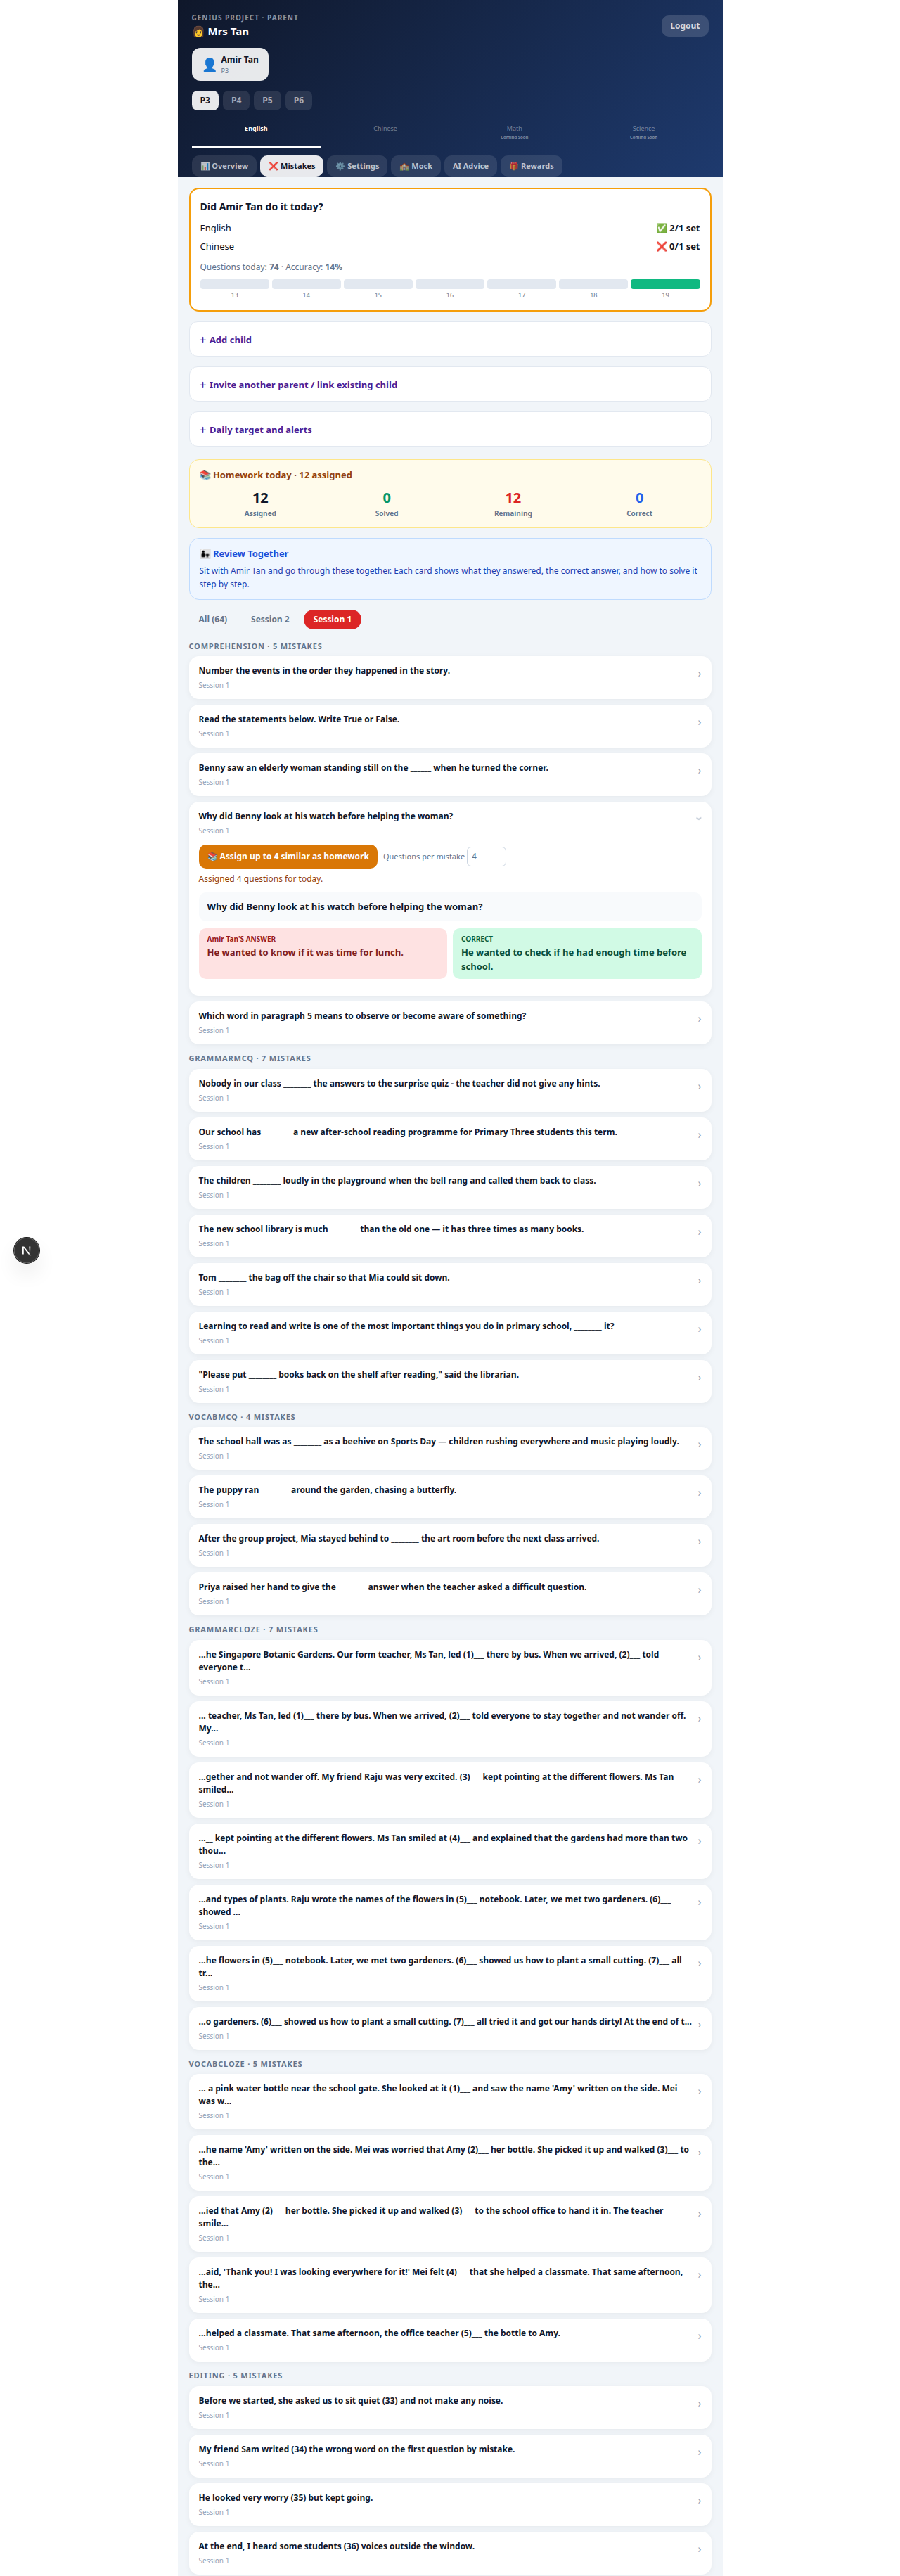 GENIUS PROJECT · PARENT
👩 Mrs Tan
Logout
👤 Amir Tan
P3
P3 P4 P5 P6
English Chinese Math Science
Coming Soon Coming Soon
📊 Overview ❌ Mistakes ⚙️ Settings 🏫 Mock AI Advice 🎁 Rewards
Did Amir Tan do it today?
English ✅ 2/1 set
Chinese ❌ 0/1 set
Questions today: 74 · Accuracy: 14%
13 14 15 16 17 18 19
+ Add child
+ Invite another parent / link existing child
+ Daily target and alerts
📚 Homework today · 12 assigned
12 0 12 0
Assigned Solved Remaining Correct
👨‍👧 Review Together
Sit with Amir Tan and go through these together. Each card shows what they answered, the correct answer, and how to solve it
step by step.
All (64) Session 2 Session 1
COMPREHENSION · 5 MISTAKES
Number the events in the order they happened in the story.
Session 1
Read the statements below. Write True or False.
Session 1
Benny saw an elderly woman standing still on the _____ when he turned the corner.
Session 1
Why did Benny look at his watch before helping the woman?
Session 1
📚 Assign up to 4 similar as homework Questions per mistake 4
Assigned 4 questions for today.
Why did Benny look at his watch before helping the woman?
Amir Tan'S ANSWER
He wanted to know if it was time for lunch.
CORRECT
He wanted to check if he had enough time before
school.
Which word in paragraph 5 means to observe or become aware of something?
Session 1
GRAMMARMCQ · 7 MISTAKES
Nobody in our class _______ the answers to the surprise quiz - the teacher did not give any hints.
Session 1
Our school has _______ a new after-school reading programme for Primary Three students this term.
Session 1
The children _______ loudly in the playground when the bell rang and called them back to class.
Session 1
The new school library is much _______ than the old one — it has three times as many books.
Session 1
Tom _______ the bag off the chair so that Mia could sit down.
Session 1
Learning to read and write is one of the most important things you do in primary school, _______ it?
Session 1
"Please put _______ books back on the shelf after reading," said the librarian.
Session 1
VOCABMCQ · 4 MISTAKES
The school hall was as _______ as a beehive on Sports Day — children rushing everywhere and music playing loudly.
Session 1
The puppy ran _______ around the garden, chasing a butterfly.
Session 1
After the group project, Mia stayed behind to _______ the art room before the next class arrived.
Session 1
Priya raised her hand to give the _______ answer when the teacher asked a difficult question.
Session 1
GRAMMARCLOZE · 7 MISTAKES
...he Singapore Botanic Gardens. Our form teacher, Ms Tan, led (1)___ there by bus. When we arrived, (2)___ told
everyone t...
Session 1
... teacher, Ms Tan, led (1)___ there by bus. When we arrived, (2)___ told everyone to stay together and not wander off.
My...
Session 1
...gether and not wander off. My friend Raju was very excited. (3)___ kept pointing at the different flowers. Ms Tan
smiled...
Session 1
...__ kept pointing at the different flowers. Ms Tan smiled at (4)___ and explained that the gardens had more than two
thou...
Session 1
...and types of plants. Raju wrote the names of the flowers in (5)___ notebook. Later, we met two gardeners. (6)___
showed ...
Session 1
...he flowers in (5)___ notebook. Later, we met two gardeners. (6)___ showed us how to plant a small cutting. (7)___ all
tr...
Session 1
...o gardeners. (6)___ showed us how to plant a small cutting. (7)___ all tried it and got our hands dirty! At the end of t...
Session 1
VOCABCLOZE · 5 MISTAKES
... a pink water bottle near the school gate. She looked at it (1)___ and saw the name 'Amy' written on the side. Mei
was w...
Session 1
...he name 'Amy' written on the side. Mei was worried that Amy (2)___ her bottle. She picked it up and walked (3)___ to
the...
Session 1
...ied that Amy (2)___ her bottle. She picked it up and walked (3)___ to the school office to hand it in. The teacher
smile...
Session 1
...aid, 'Thank you! I was looking everywhere for it!' Mei felt (4)___ that she helped a classmate. That same afternoon,
the...
Session 1
...helped a classmate. That same afternoon, the office teacher (5)___ the bottle to Amy.
Session 1
EDITING · 5 MISTAKES
Before we started, she asked us to sit quiet (33) and not make any noise.
Session 1
My friend Sam writed (34) the wrong word on the first question by mistake.
Session 1
He looked very worry (35) but kept going.
Session 1
At the end, I heard some students (36) voices outside the window.
Session 1